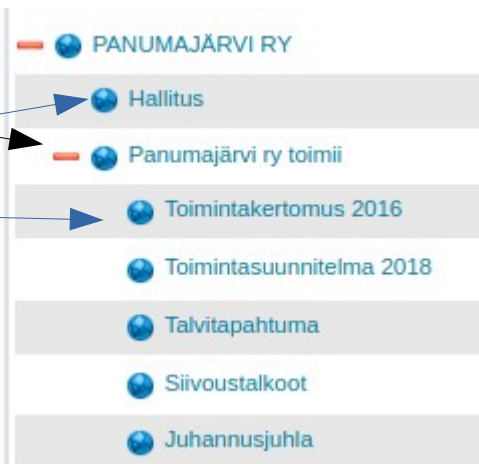 PANUMAJÄRVI RY
Hallitus
Panumajärvi ry toimii
Toimintakertomus 2016
Toimintasuunnitelma 2018
Talvitapahtuma
Siivoustalkoot
Juhannusjuhla